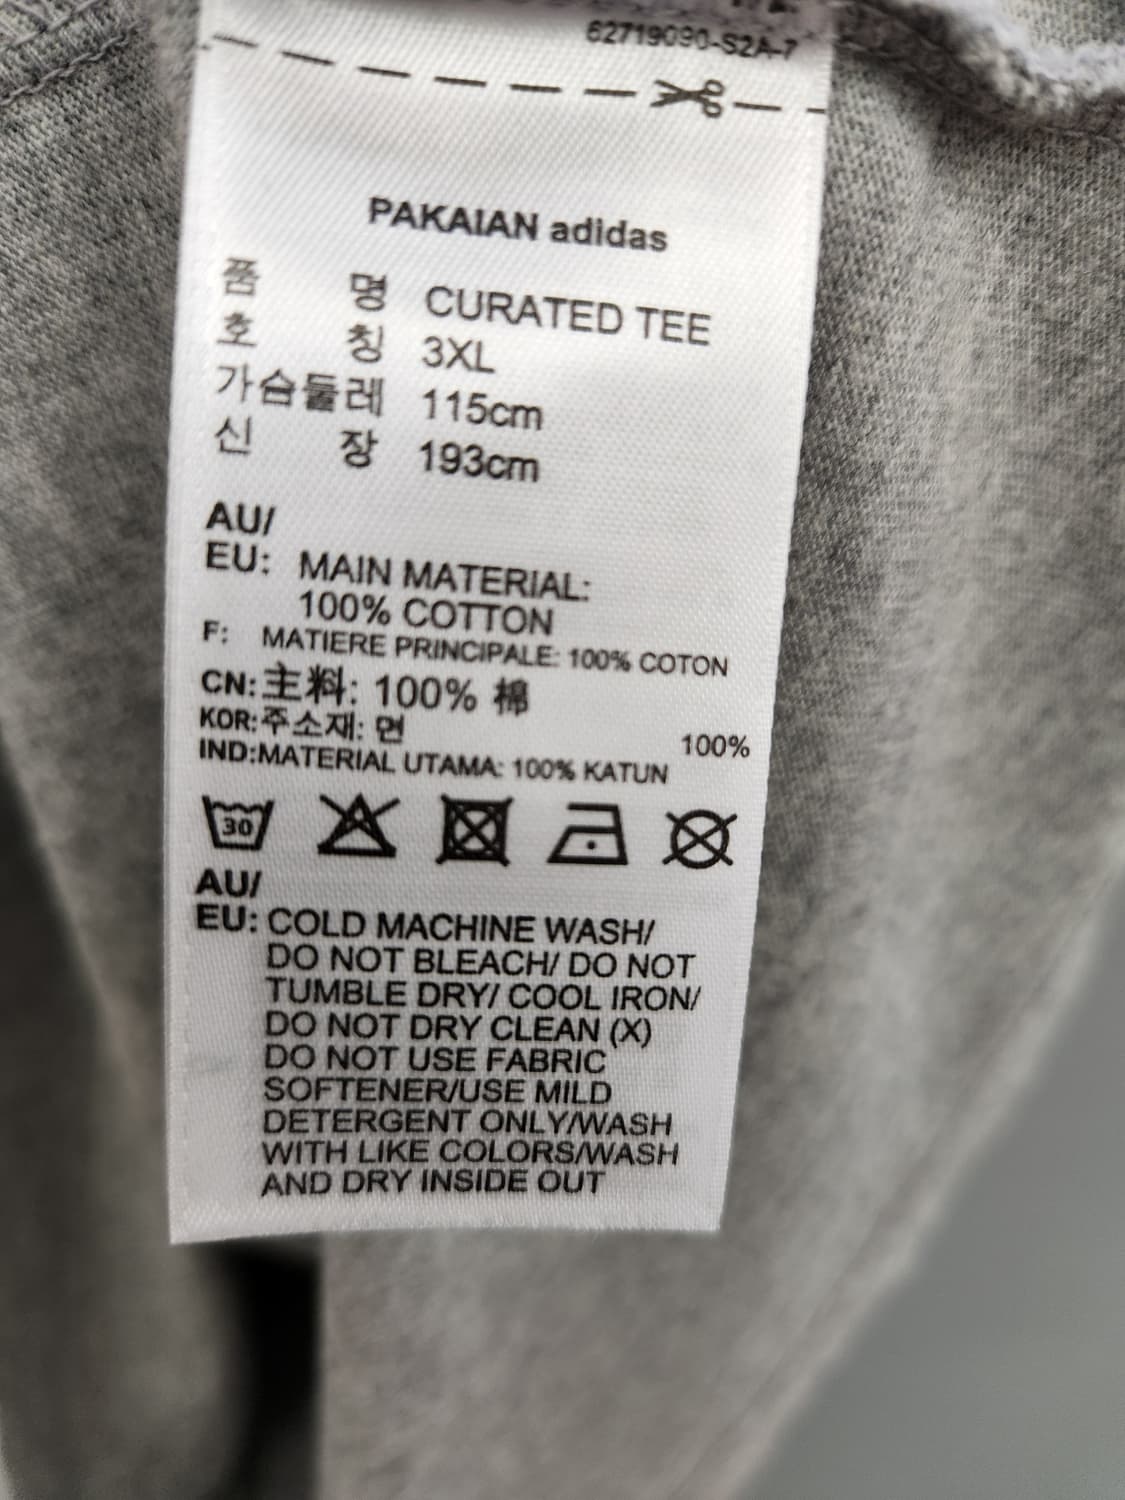 62719090-S2A-7
PAKAIAN adidas
품 명 CURATED TEE
호 칭 3XL
가슴둘레 115cm
신 장 193cm
AU/
EU: MAIN MATERIAL:
100% COTTON
F: MATIERE PRINCIPALE: 100% COTON
CN:主料: 100% 棉
KOR:주소재: 면 100%
IND:MATERIAL UTAMA: 100% KATUN
30
AU/
EU: COLD MACHINE WASH/
DO NOT BLEACH/ DO NOT
TUMBLE DRY/ COOL IRON/
DO NOT DRY CLEAN (X)
DO NOT USE FABRIC
SOFTENER/USE MILD
DETERGENT ONLY/WASH
WITH LIKE COLORS/WASH
AND DRY INSIDE OUT